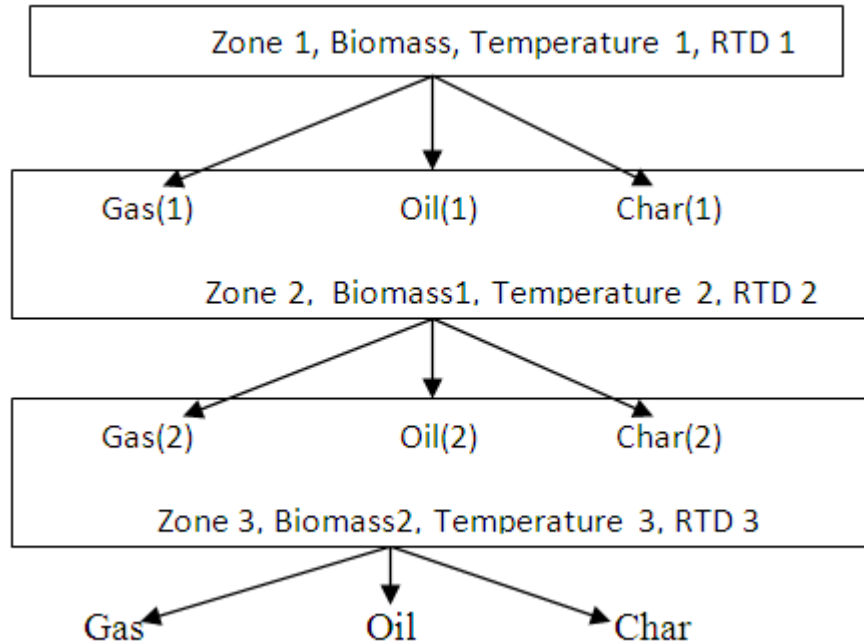 Zone 1, Biomass, Temperature 1, RTD 1
Gas(1) Oil(1) Char(1)
Zone 2, Biomass1, Temperature 2, RTD 2
Gas(2) Oil(2) Char(2)
Zone 3, Biomass2, Temperature 3, RTD 3
Gas Oil Char